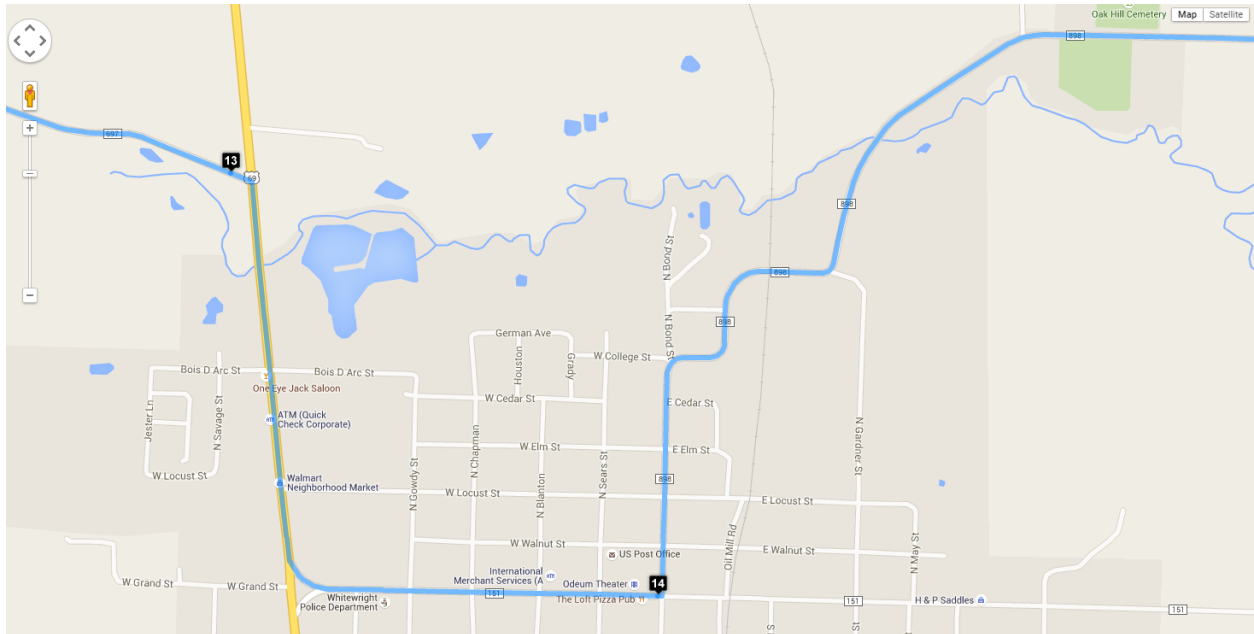 Oak Hill Cemetery
Map
Satellite
898
697
13
69
898
N Bond St
898
N Bond St
898
German Ave
Houston
Grady
W College St
Bois D Arc St
Bois D Arc St
One Eye Jack Saloon
Jester Ln
N Savage St
ATM (Quick
Check Corporate)
W Cedar St
E Cedar St
N Chapman
N Gardner St
W Elm St
E Elm St
W Locust St
Walmart
Neighborhood Market
N Gowdy St
N Blanton
N Sears St
898
W Locust St
E Locust St
Oil Mill Rd
N May St
W Walnut St
US Post Office
E Walnut St
International
Merchant Services (A
Odeum Theater
14
W Grand St
W Grand St
151
The Loft Pizza Pub
151
H & P Saddles
151
Whitewright
Police Department